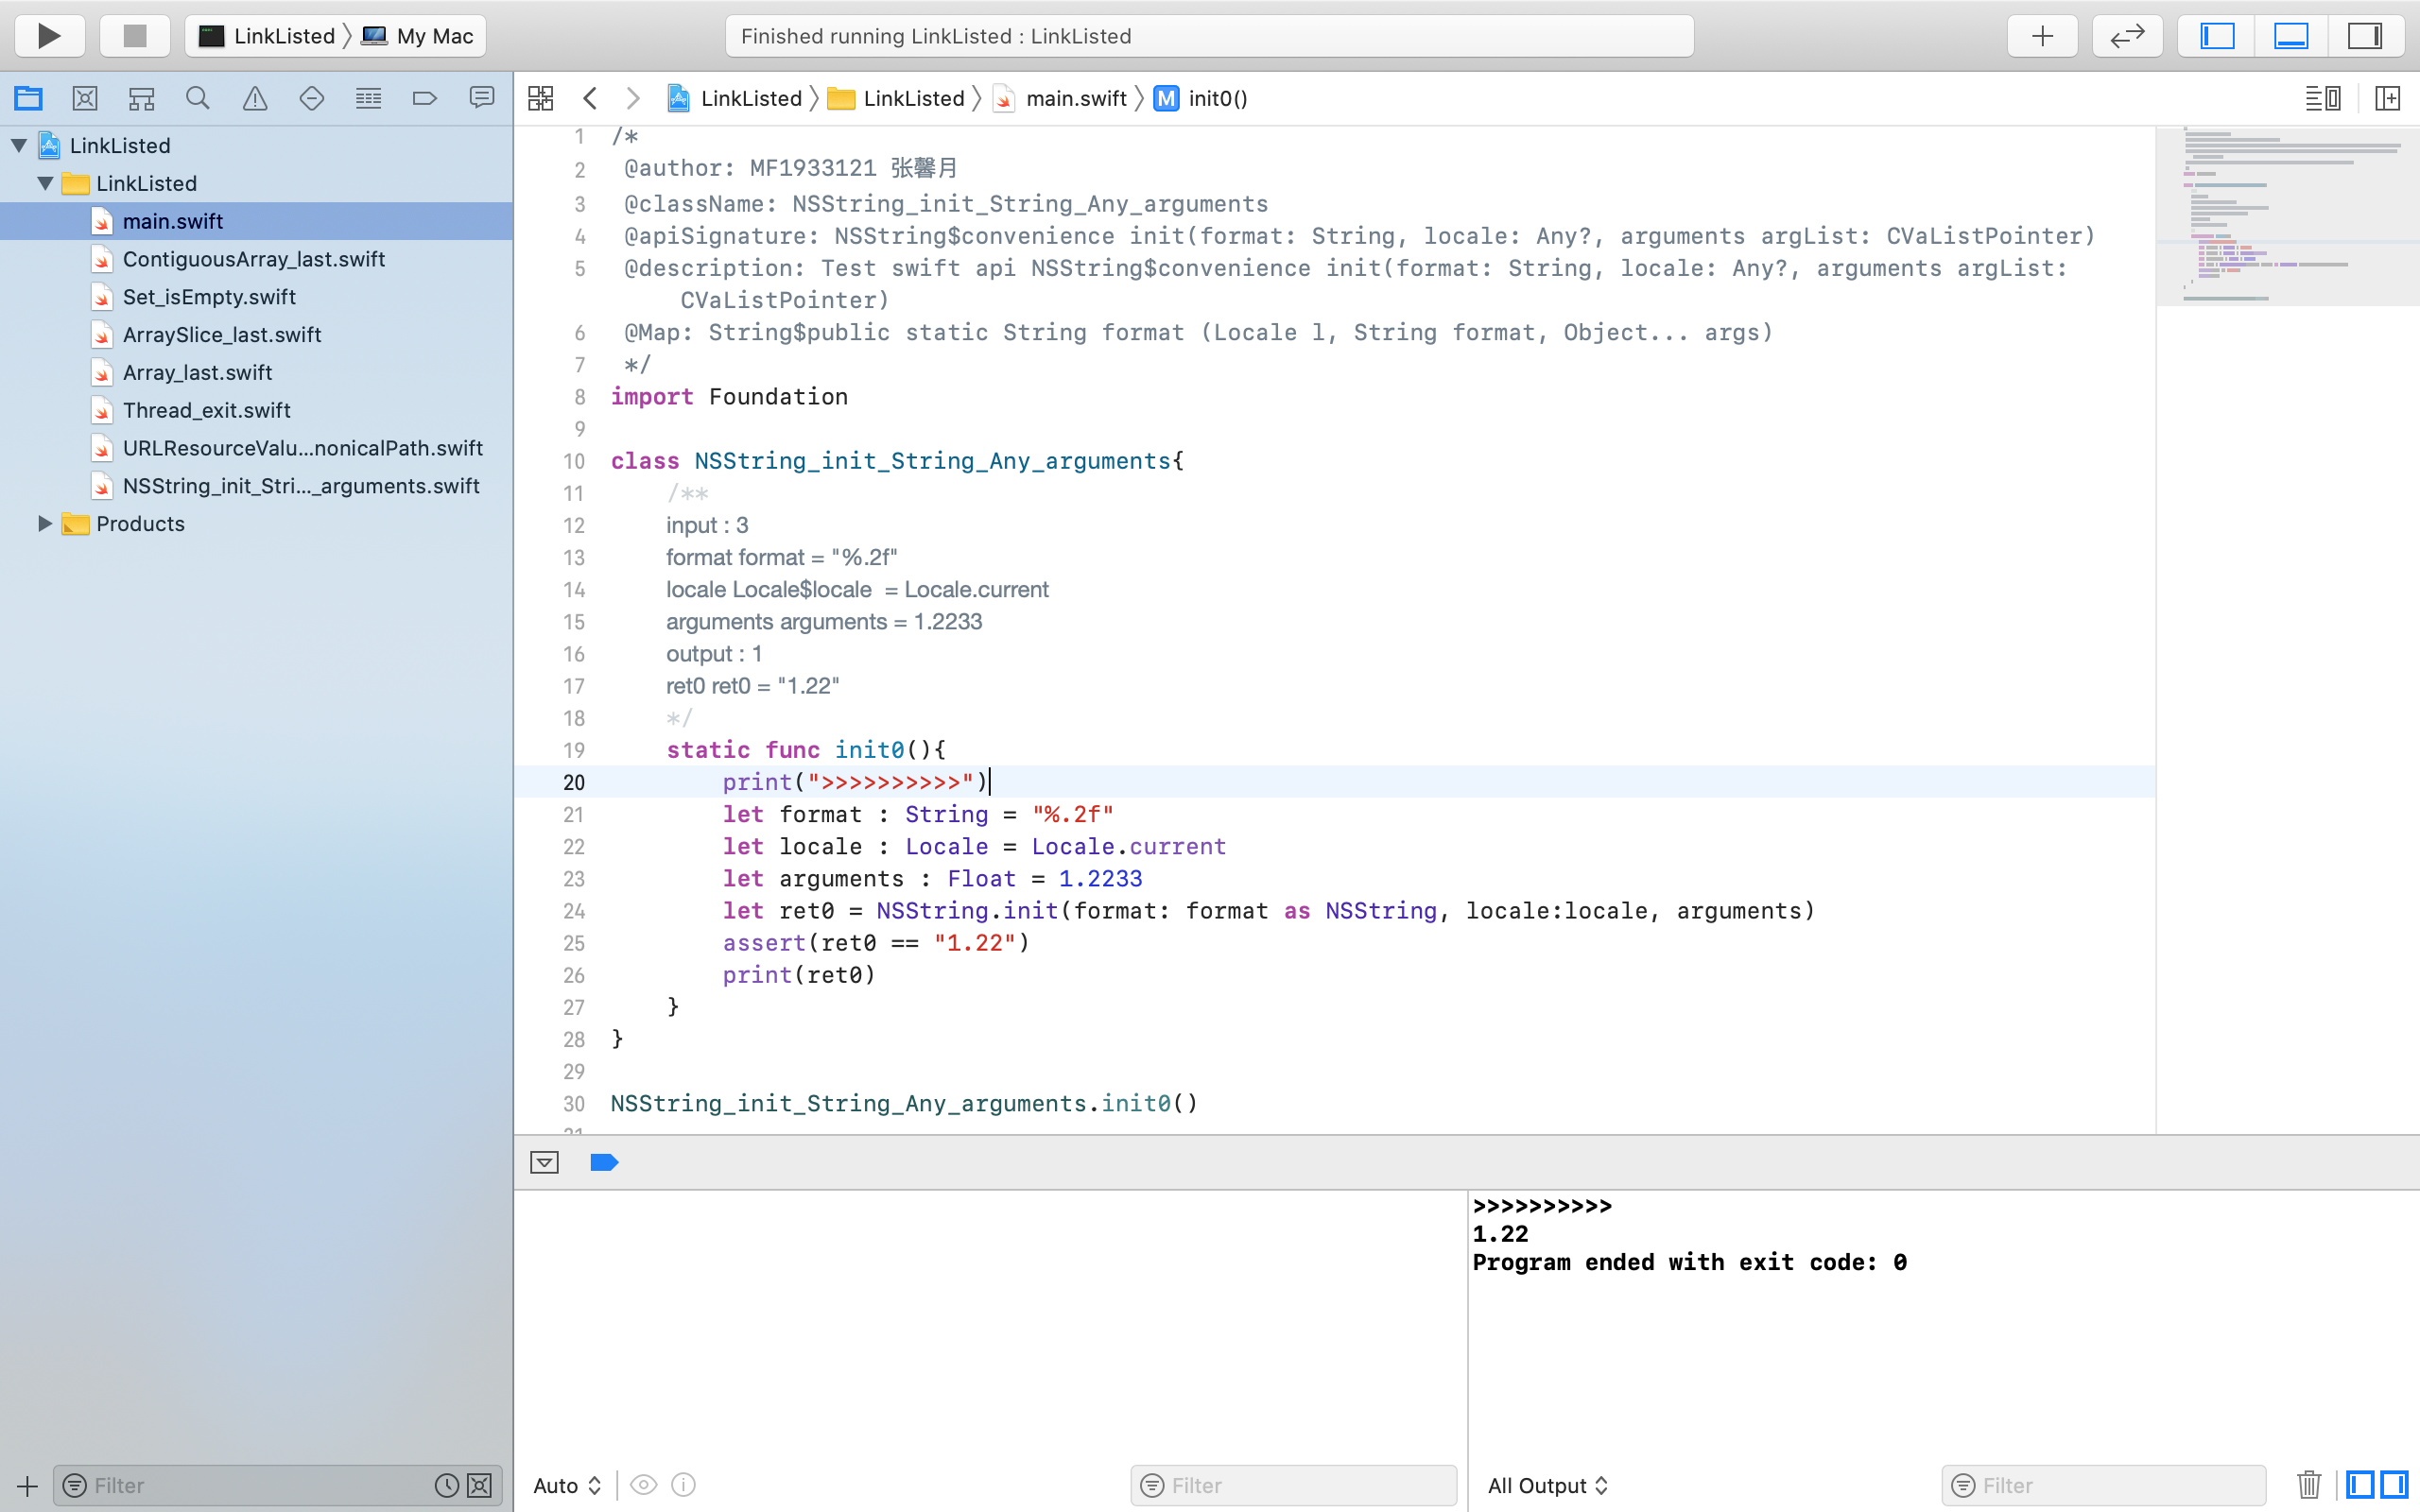 LinkListed 〉 My Mac
Finished running LinkListed : LinkListed
LinkListed 〉 LinkListed 〉 main.swift 〉 M init0()
LinkListed
LinkListed
main.swift
ContiguousArray_last.swift
Set_isEmpty.swift
ArraySlice_last.swift
Array_last.swift
Thread_exit.swift
URLResourceValu...nonicalPath.swift
NSString_init_Stri..._arguments.swift
Products
Filter
1 /*
2 @author: MF1933121 张馨月
3 @className: NSString_init_String_Any_arguments
4 @apiSignature: NSString$convenience init(format: String, locale: Any?, arguments argList: CVaListPointer)
5 @description: Test swift api NSString$convenience init(format: String, locale: Any?, arguments argList:
CVaListPointer)
6 @Map: String$public static String format (Locale l, String format, Object... args)
7 */
8 import Foundation
9
10 class NSString_init_String_Any_arguments{
11 /**
12 input : 3
13 format format = "%.2f"
14 locale Locale$locale  = Locale.current
15 arguments arguments = 1.2233
16 output : 1
17 ret0 ret0 = "1.22"
18 */
19 static func init0(){
20 print(">>>>>>>>>>")
21 let format : String = "%.2f"
22 let locale : Locale = Locale.current
23 let arguments : Float = 1.2233
24 let ret0 = NSString.init(format: format as NSString, locale:locale, arguments)
25 assert(ret0 == "1.22")
26 print(ret0)
27 }
28 }
29
30 NSString_init_String_Any_arguments.init0()
31
>>>>>>>>>>
1.22
Program ended with exit code: 0
Auto
Filter
All Output
Filter